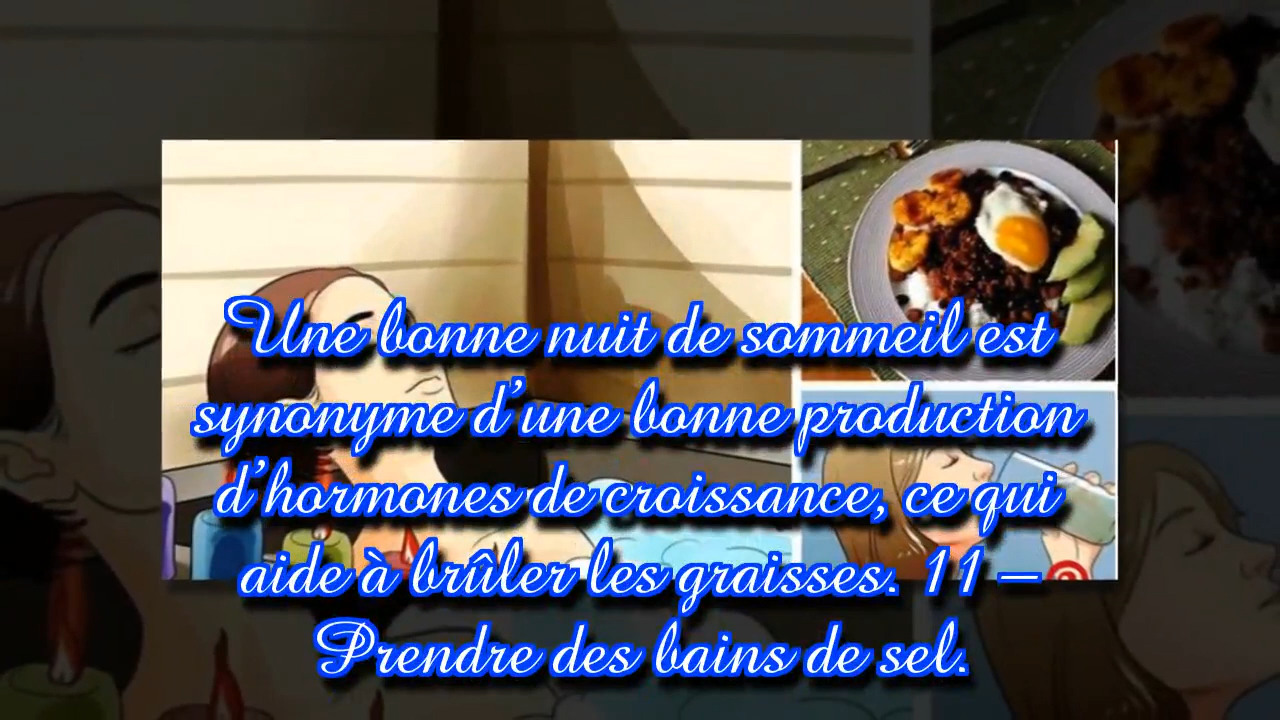 Une bonne nuit de sommeil est
synonyme d'une bonne production
d'hormones de croissance, ce qui
aide à brûler les graisses. 11 –
Prendre des bains de sel.